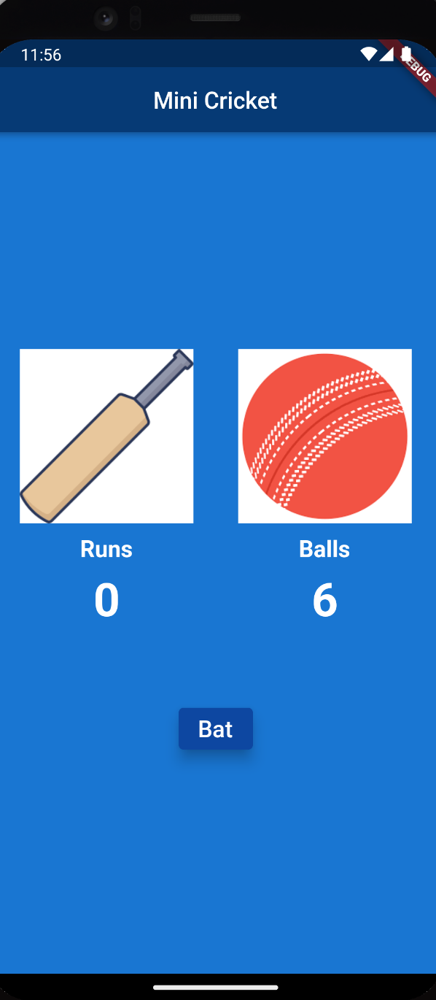 11:56
DEBUG
Mini Cricket
Runs
Balls
0
6
Bat